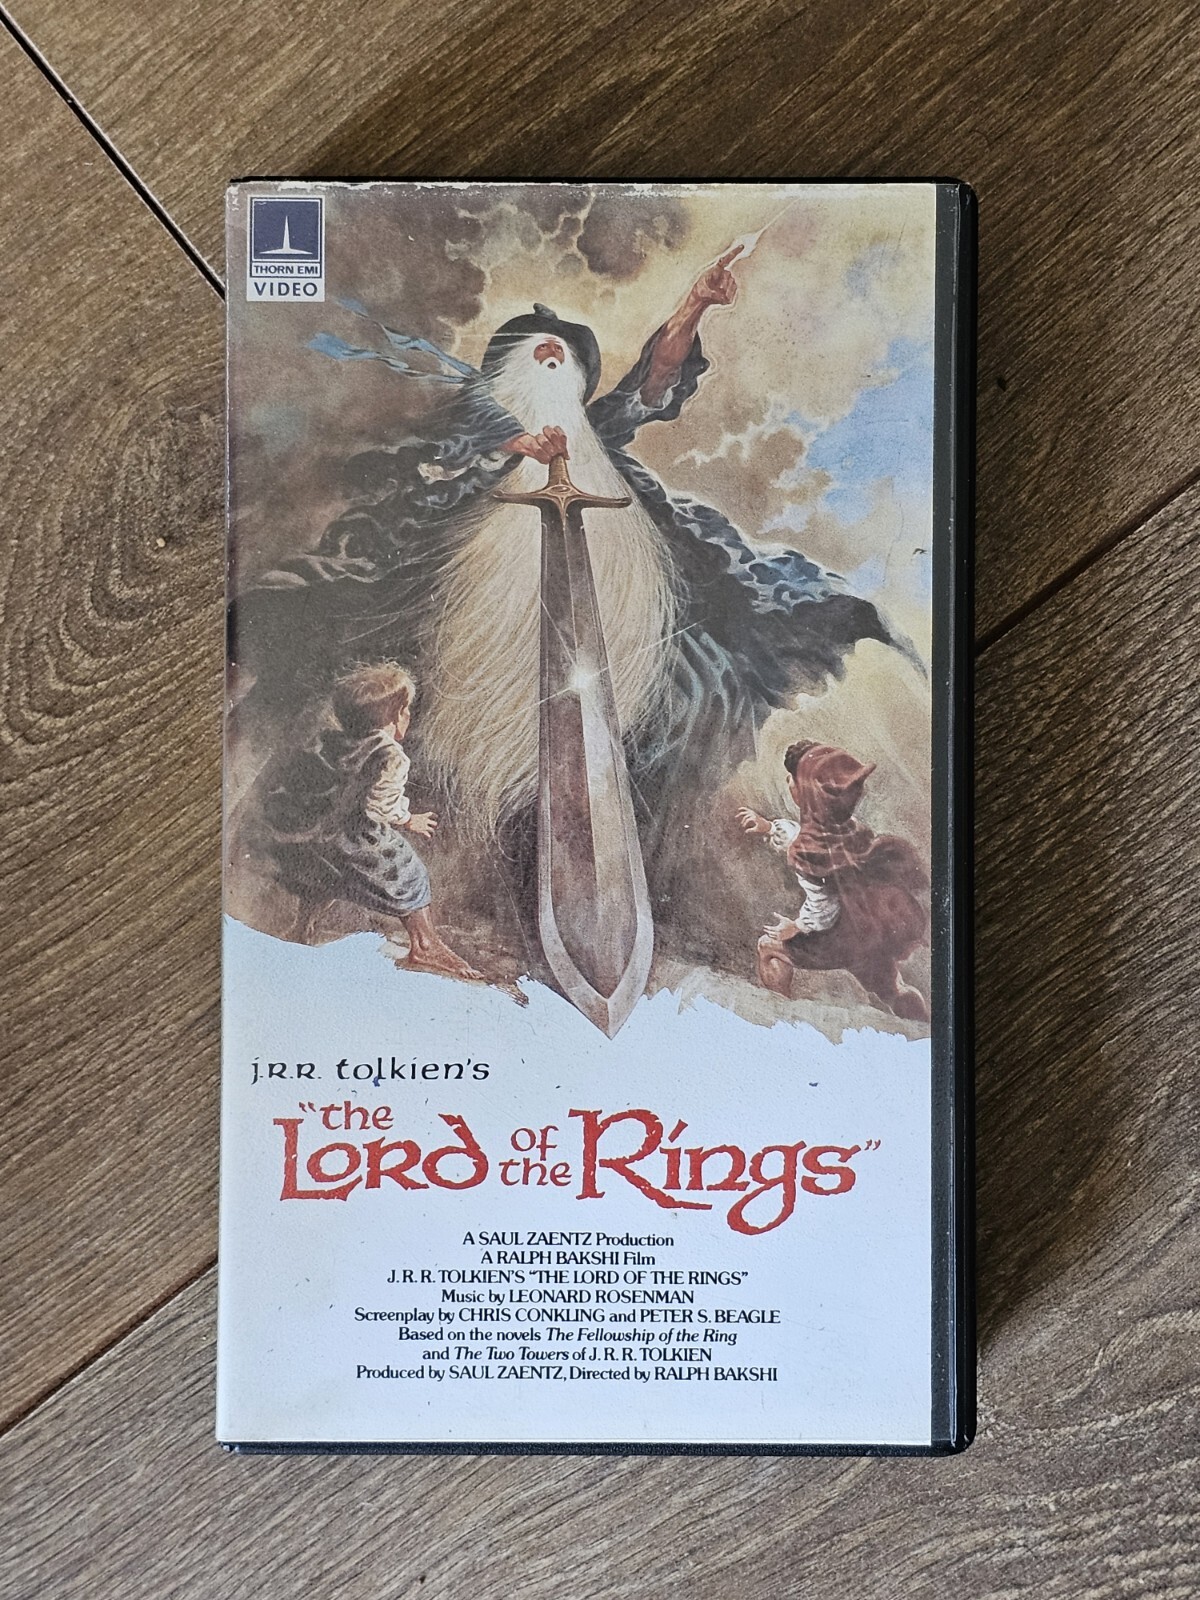 THORN EMI
VIDEO
J.R.R. tolkien's
"the
Lord of the Rings"
A SAUL ZAENTZ Production
A RALPH BAKSHI Film
J. R. R. TOLKIEN'S "THE LORD OF THE RINGS"
Music by LEONARD ROSENMAN
Screenplay by CHRIS CONKLING and PETER S. BEAGLE
Based on the novels The Fellowship of the Ring
and The Two Towers of J. R. R. TOLKIEN
Produced by SAUL ZAENTZ, Directed by RALPH BAKSHI